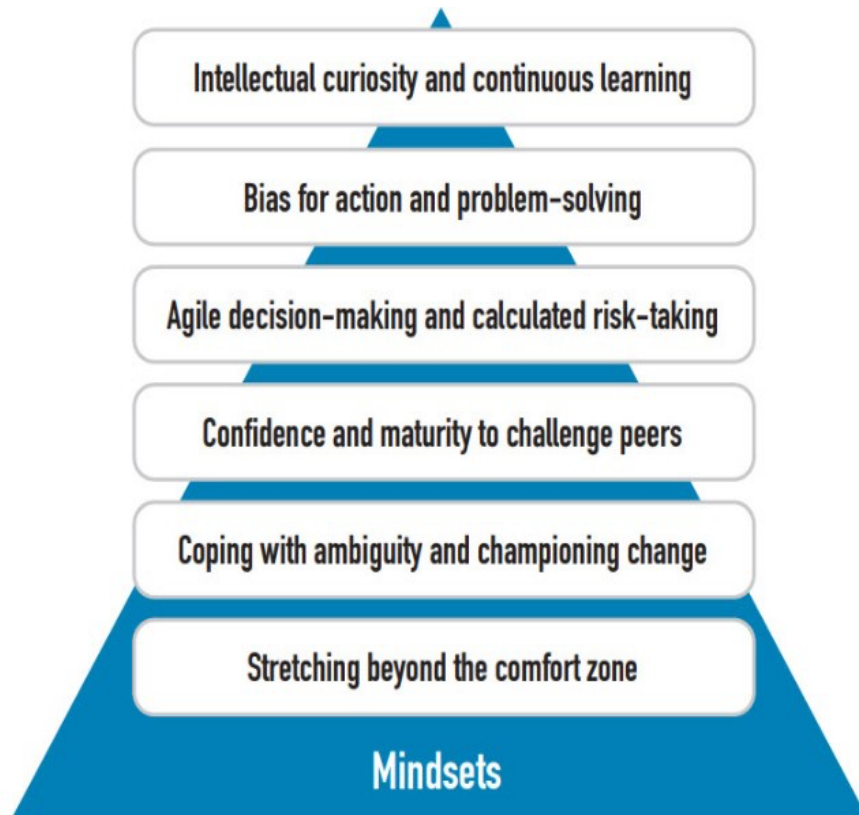 Intellectual curiosity and continuous learning
Bias for action and problem-solving
Agile decision-making and calculated risk-taking
Confidence and maturity to challenge peers
Coping with ambiguity and championing change
Stretching beyond the comfort zone
Mindsets